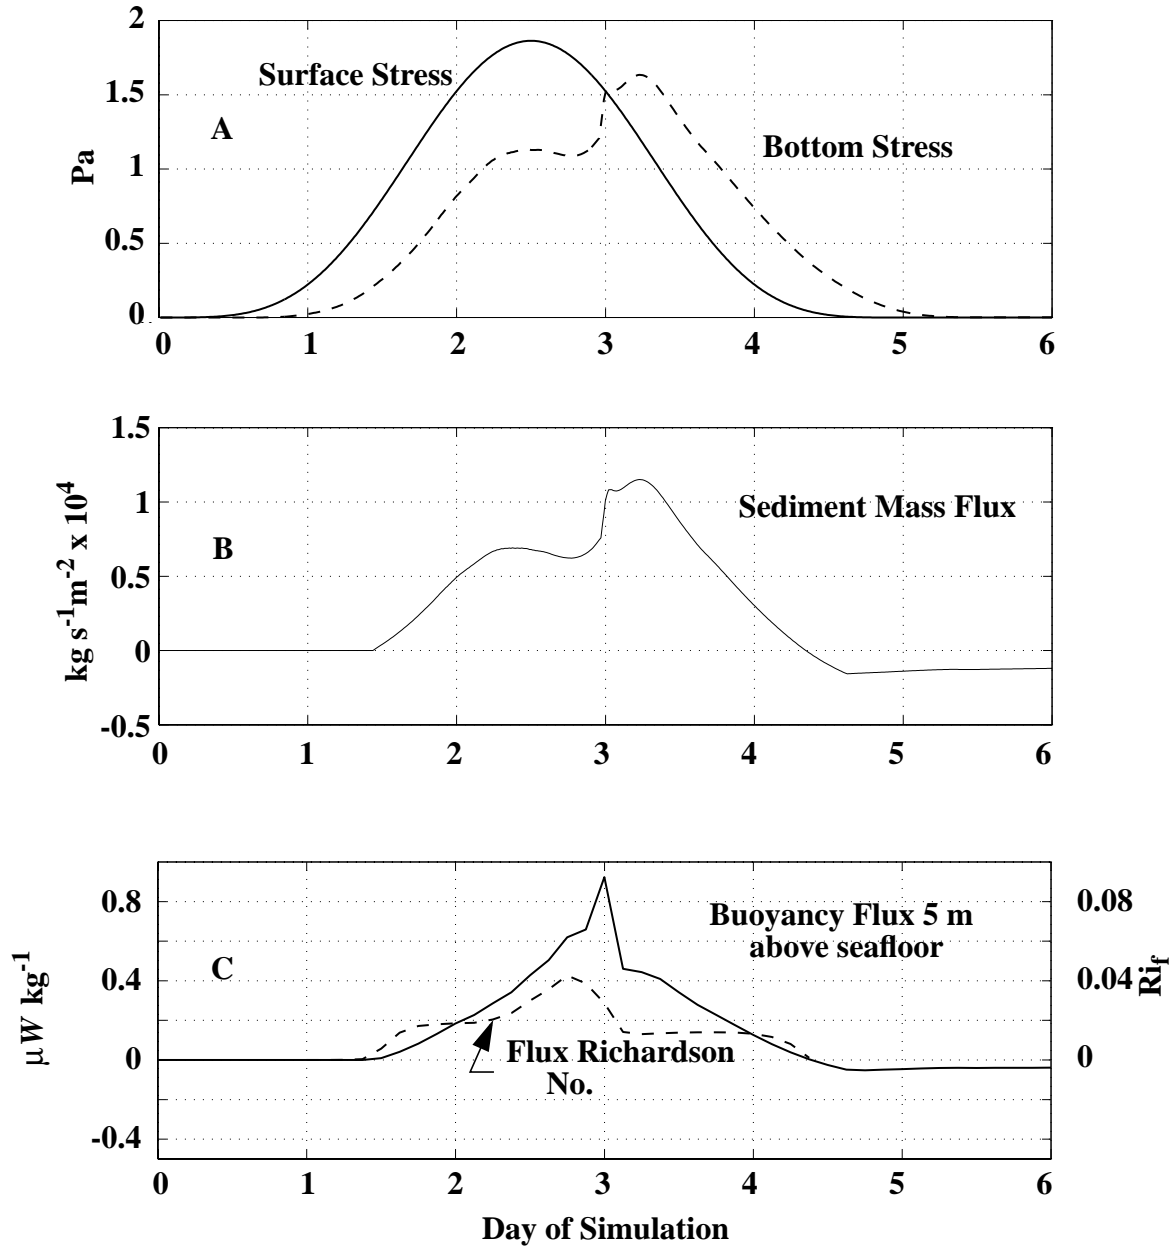 2
1.5
1
0.5
0
Pa
Surface Stress
A
Bottom Stress
0 1 2 3 4 5 6
1.5
1
0.5
0
-0.5
kg s⁻¹m⁻² x 10⁴
B
Sediment Mass Flux
0 1 2 3 4 5 6
0.8
0.4
0
-0.4
μW kg⁻¹
C
Buoyancy Flux 5 m
above seafloor
Flux Richardson
No.
0.08
0.04
0
Ri_f
0 1 2 3 4 5 6
Day of Simulation